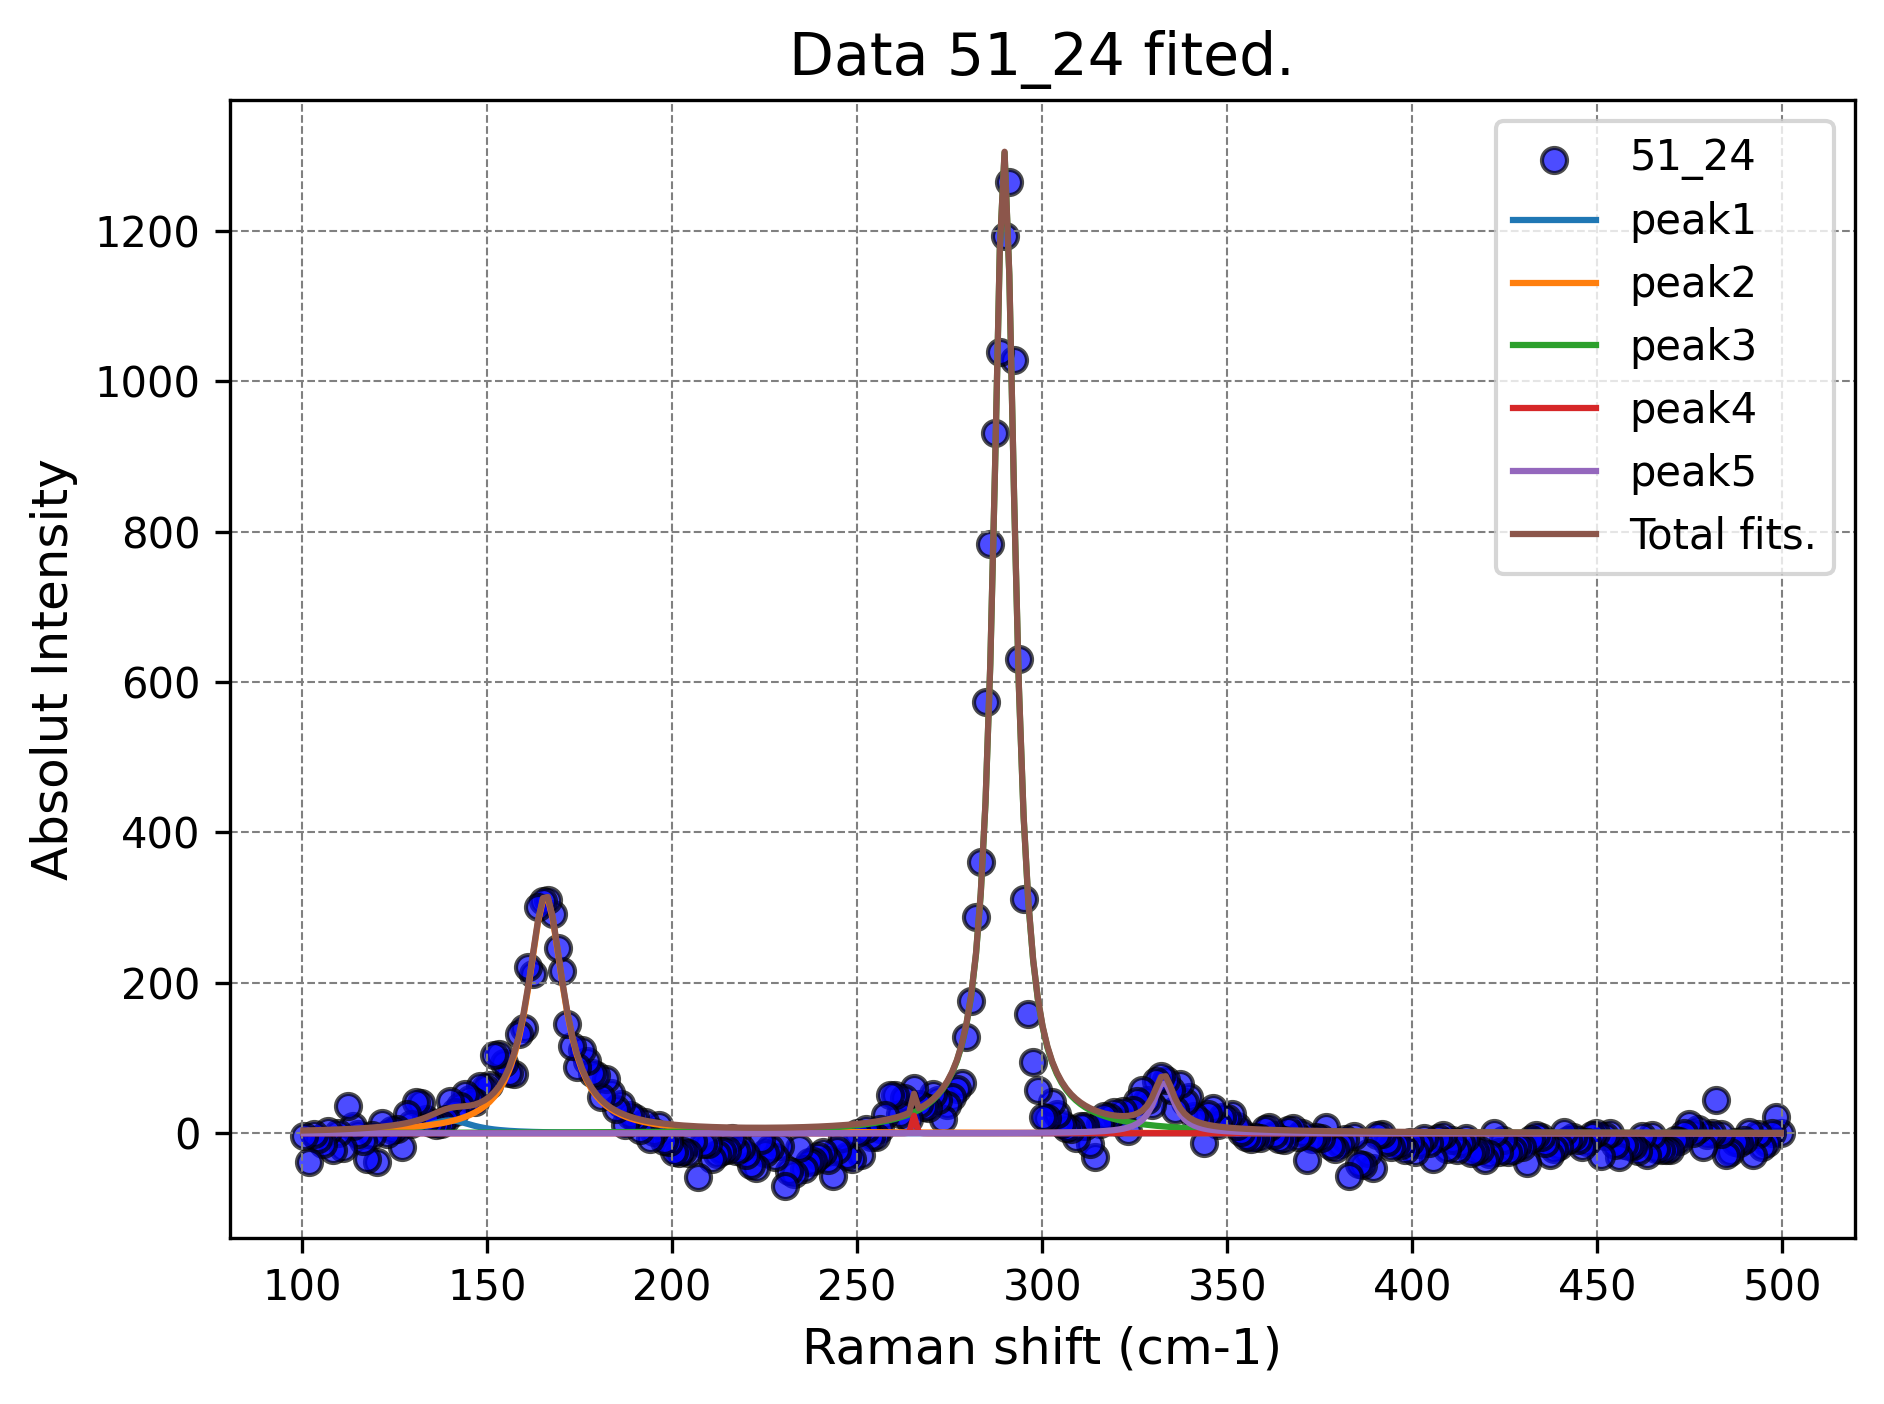 Data 51_24 fited.
51_24
peak1
peak2
peak3
peak4
peak5
Total fits.
Absolut Intensity
1200
1000
800
600
400
200
0
100 150 200 250 300 350 400 450 500
Raman shift (cm-1)